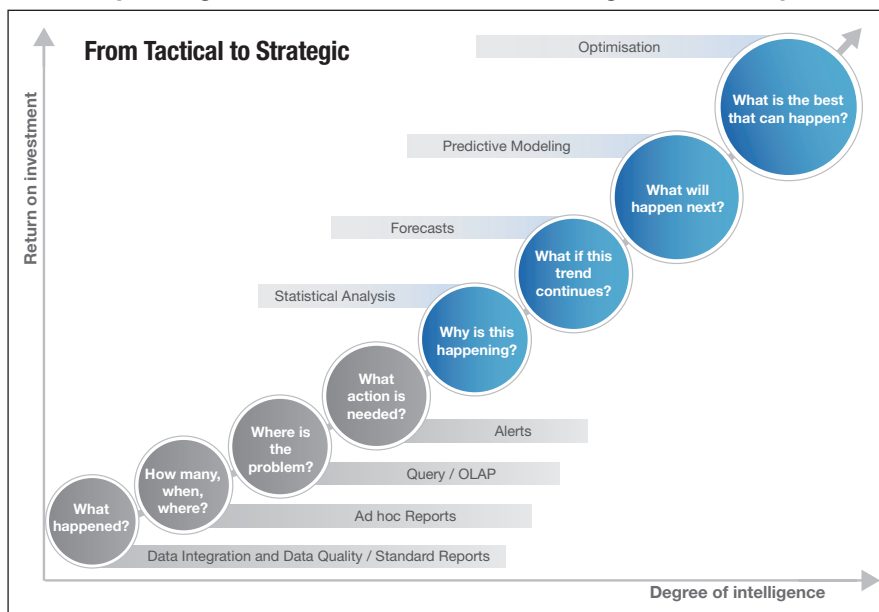 From Tactical to Strategic
Optimisation
What is the best
that can happen?
Predictive Modeling
What will
happen next?
Forecasts
What if this
trend
continues?
Statistical Analysis
Why is this
happening?
What
action is
needed?
Alerts
Where is
the
problem?
Query / OLAP
How many,
when,
where?
Ad hoc Reports
What
happened?
Data Integration and Data Quality / Standard Reports
Return on investment
Degree of intelligence